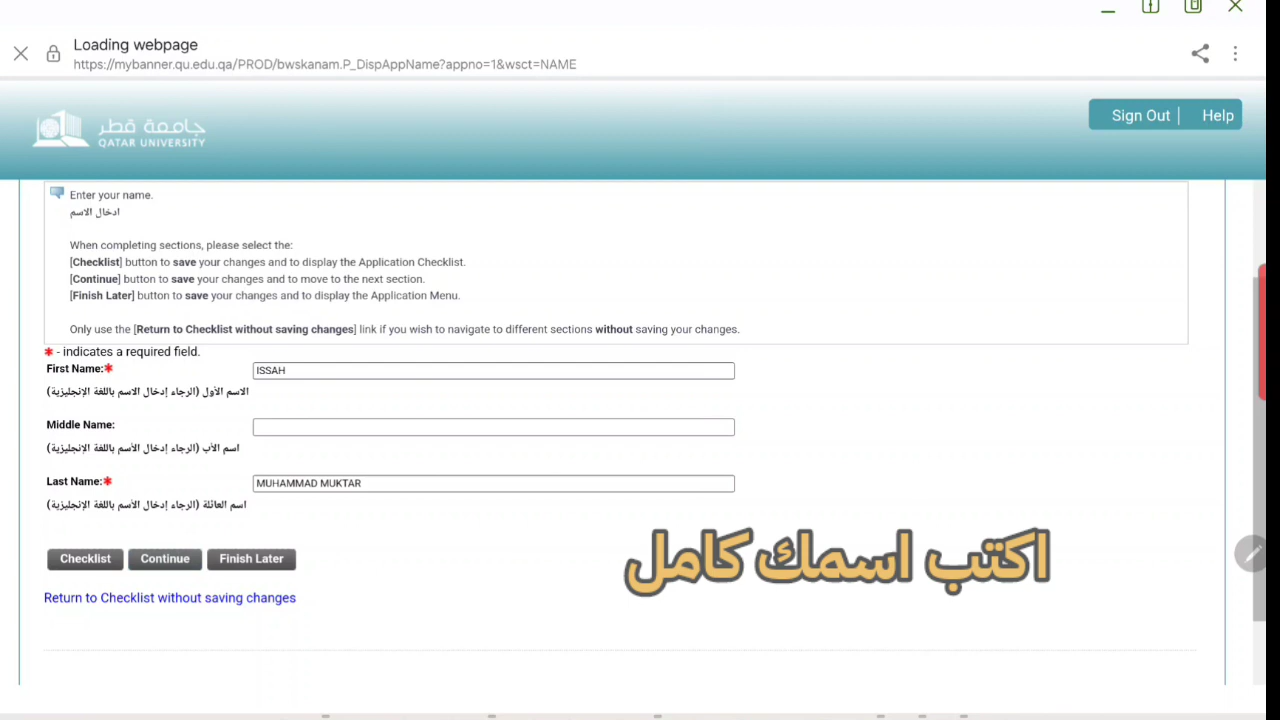 Loading webpage
https://mybanner.qu.edu.qa/PROD/bwskanam.P_DispAppName?appno=1&wsct=NAME
جامعة قطر
QATAR UNIVERSITY
Sign Out | Help
Enter your name.
ادخال الاسم
When completing sections, please select the:
[Checklist] button to save your changes and to display the Application Checklist.
[Continue] button to save your changes and to move to the next section.
[Finish Later] button to save your changes and to display the Application Menu.
Only use the [Return to Checklist without saving changes] link if you wish to navigate to different sections without saving your changes.
* - indicates a required field.
First Name:* ISSAH
الاسم الأول (الرجاء إدخال الاسم باللغة الإنجليزية)
Middle Name:
اسم الأب (الرجاء إدخال الأسم باللغة الإنجليزية)
Last Name:* MUHAMMAD MUKTAR
اسم العائلة (الرجاء إدخال الأسم باللغة الإنجليزية)
اكتب اسمك كامل
Checklist Continue Finish Later
Return to Checklist without saving changes